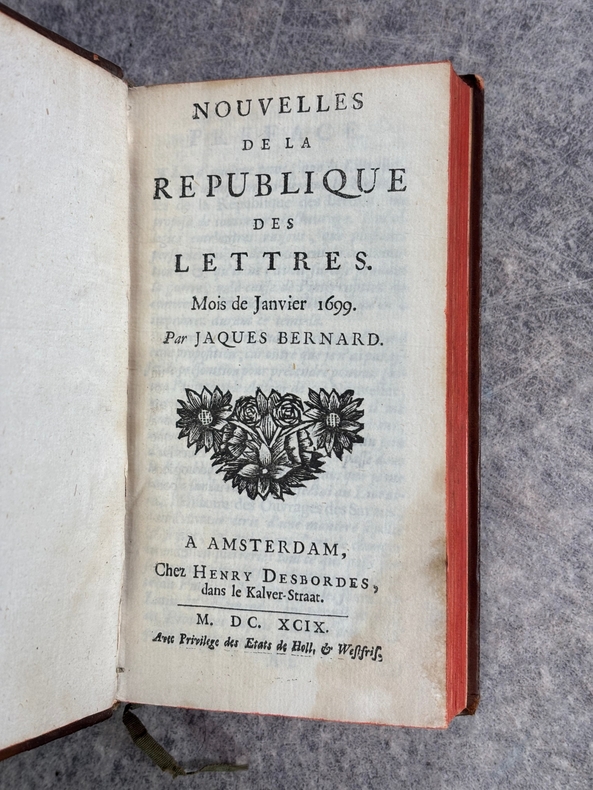 NOUVELLES
DE LA
REPUBLIQUE
DES
LETTRES.
Mois de Janvier 1699.
Par JAQUES BERNARD.
A AMSTERDAM,
Chez HENRY DESBORDES,
dans le Kalver-Straat.
M. DC. XCIX.
Avec Privilege des Etats de Holl, & Westfris,